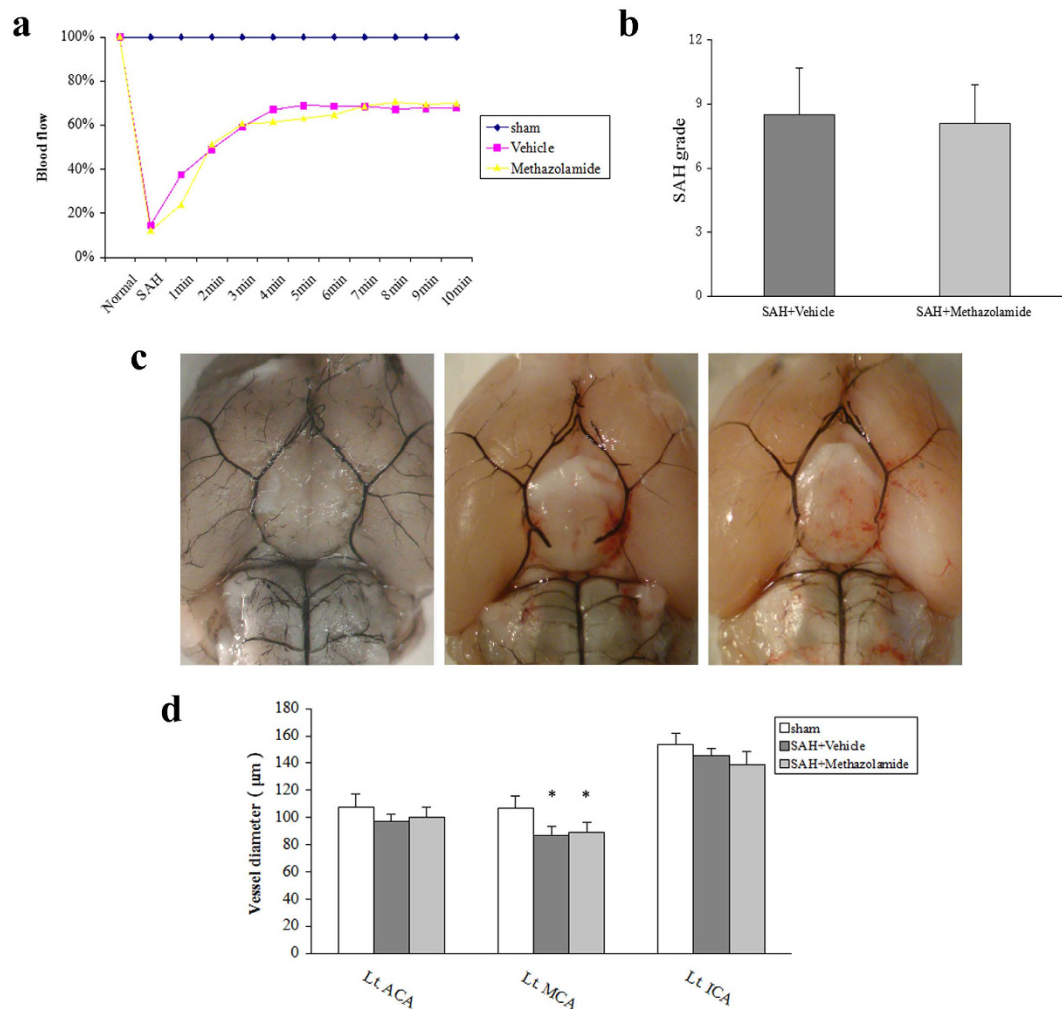 a
100%
80%
60%
40%
20%
0%
Blood flow
Normal
SAH
1min
2min
3min
4min
5min
6min
7min
8min
9min
10min
sham
Vehicle
Methazolamide
b
12
9
6
3
0
SAH grade
SAH+Vehicle
SAH+Methazolamide
c
d
180
160
140
120
100
80
60
40
20
0
Vessel diameter ( μm )
* *
Lt. ACA
Lt. MCA
Lt. ICA
sham
SAH+Vehicle
SAH+Methazolamide